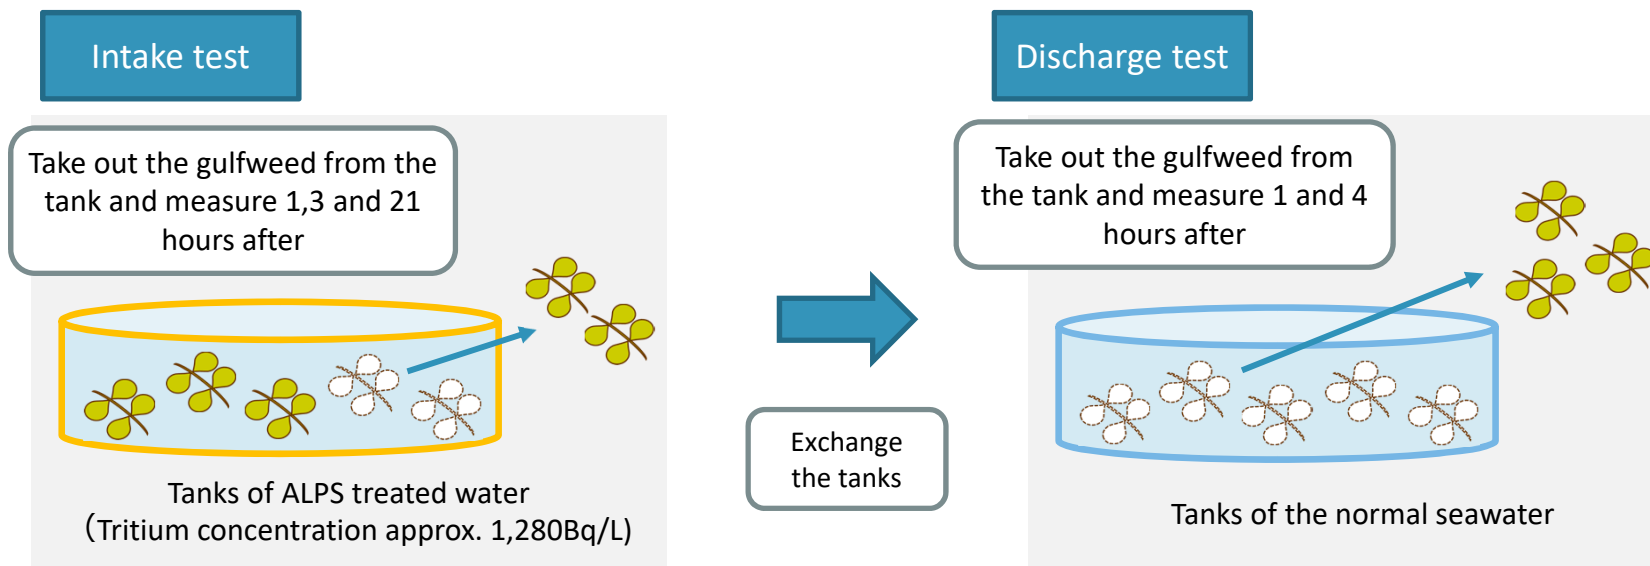 Intake test
Take out the gulfweed from the
tank and measure 1,3 and 21
hours after
Tanks of ALPS treated water
（Tritium concentration approx. 1,280Bq/L)
Exchange
the tanks
Discharge test
Take out the gulfweed from
the tank and measure 1 and 4
hours after
Tanks of the normal seawater